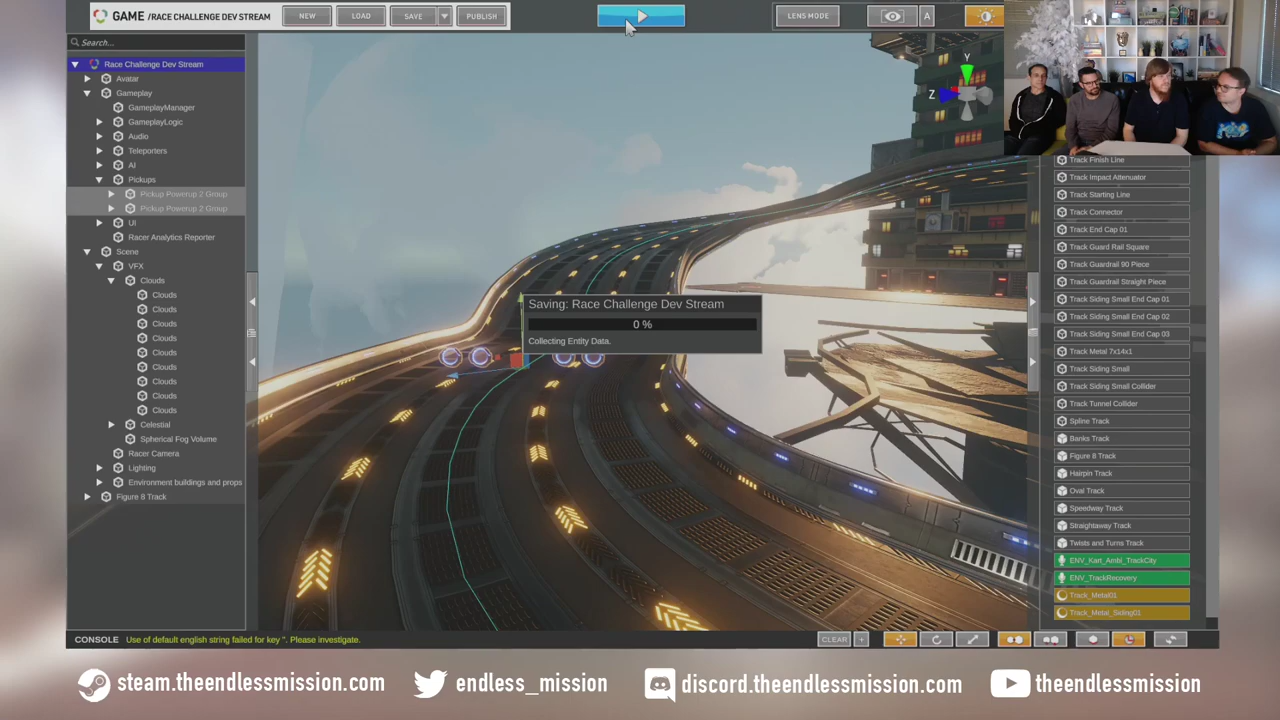 GAME /RACE CHALLENGE DEV STREAM
NEW
LOAD
SAVE
PUBLISH
LENS MODE
A
Search...
Race Challenge Dev Stream
Avatar
Gameplay
GameplayManager
GameplayLogic
Audio
Teleporters
AI
Pickups
Pickup Powerup 2 Group
Pickup Powerup 2 Group
UI
Racer Analytics Reporter
Scene
VFX
Clouds
Clouds
Clouds
Clouds
Clouds
Clouds
Clouds
Clouds
Clouds
Clouds
Celestial
Spherical Fog Volume
Racer Camera
Lighting
Environment buildings and props
Figure 8 Track
Y
Z
Saving: Race Challenge Dev Stream
0 %
Collecting Entity Data.
Track Finish Line
Track Impact Attenuator
Track Starting Line
Track Connector
Track End Cap 01
Track Guard Rail Square
Track Guardrail 90 Piece
Track Guardrail Straight Piece
Track Siding Small End Cap 01
Track Siding Small End Cap 02
Track Siding Small End Cap 03
Track Metal 7x14x1
Track Siding Small
Track Siding Small Collider
Track Tunnel Collider
Spline Track
Banks Track
Figure 8 Track
Hairpin Track
Oval Track
Speedway Track
Straightaway Track
Twists and Turns Track
ENV_Kart_Ambi_TrackCity
ENV_TrackRecovery
Track_Metal01
Track_Metal_Siding01
CONSOLE Use of default english string failed for key ''. Please investigate.
CLEAR +
steam.theendlessmission.com
endless_mission
discord.theendlessmission.com
theendlessmission